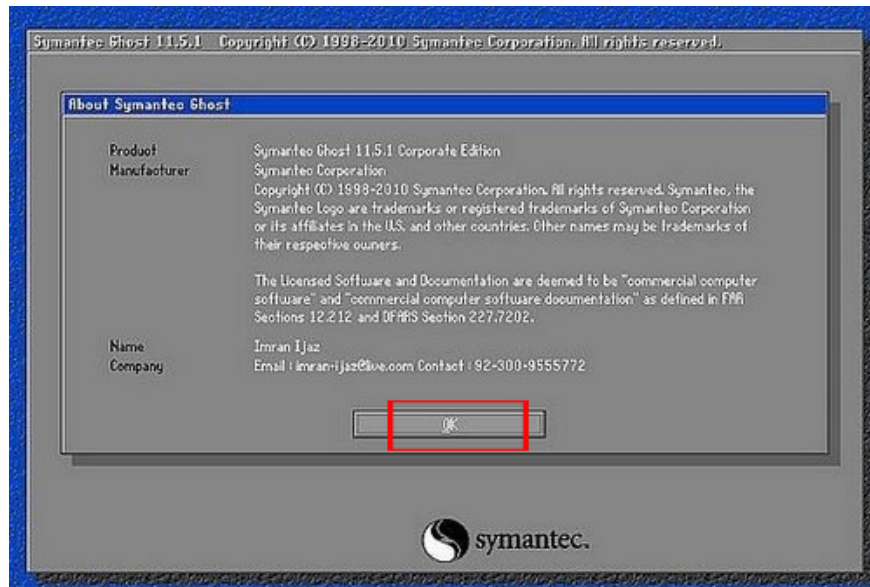 Symantec Ghost 11.5.1 Copyright (C) 1998-2010 Symantec Corporation. All rights reserved.
About Symantec Ghost
Product Symantec Ghost 11.5.1 Corporate Edition
Manufacturer Symantec Corporation
Copyright (C) 1998-2010 Symantec Corporation. All rights reserved. Symantec, the
Symantec Logo are trademarks or registered trademarks of Symantec Corporation
or its affiliates in the U.S. and other countries. Other names may be trademarks of
their respective owners.
The Licensed Software and Documentation are deemed to be "commercial computer
software" and "commercial computer software documentation" as defined in FAR
Sections 12.212 and DFARS Section 227.7202.
Name Imran Ijaz
Company Email : imran-ijaz@live.com Contact : 92-300-9555772
OK
symantec.